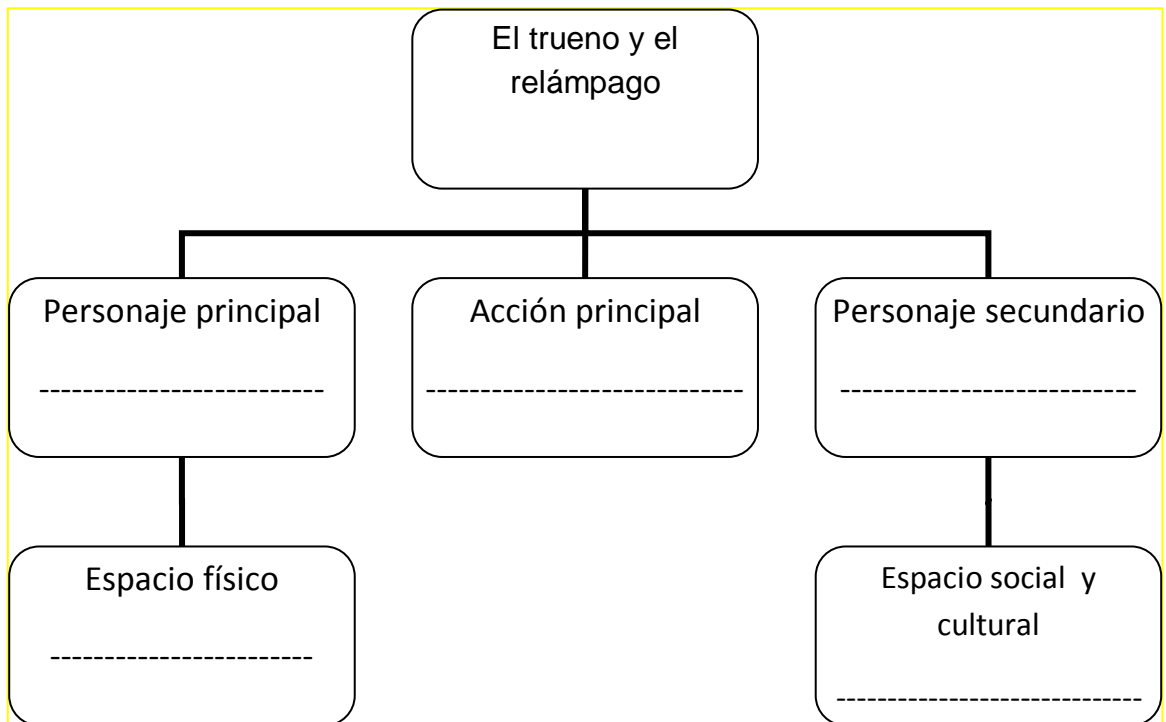 El trueno y el
relámpago
Personaje principal
--------------------------
Acción principal
-----------------------------
Personaje secundario
---------------------------
Espacio físico
------------------------
Espacio social y
cultural
----------------------------